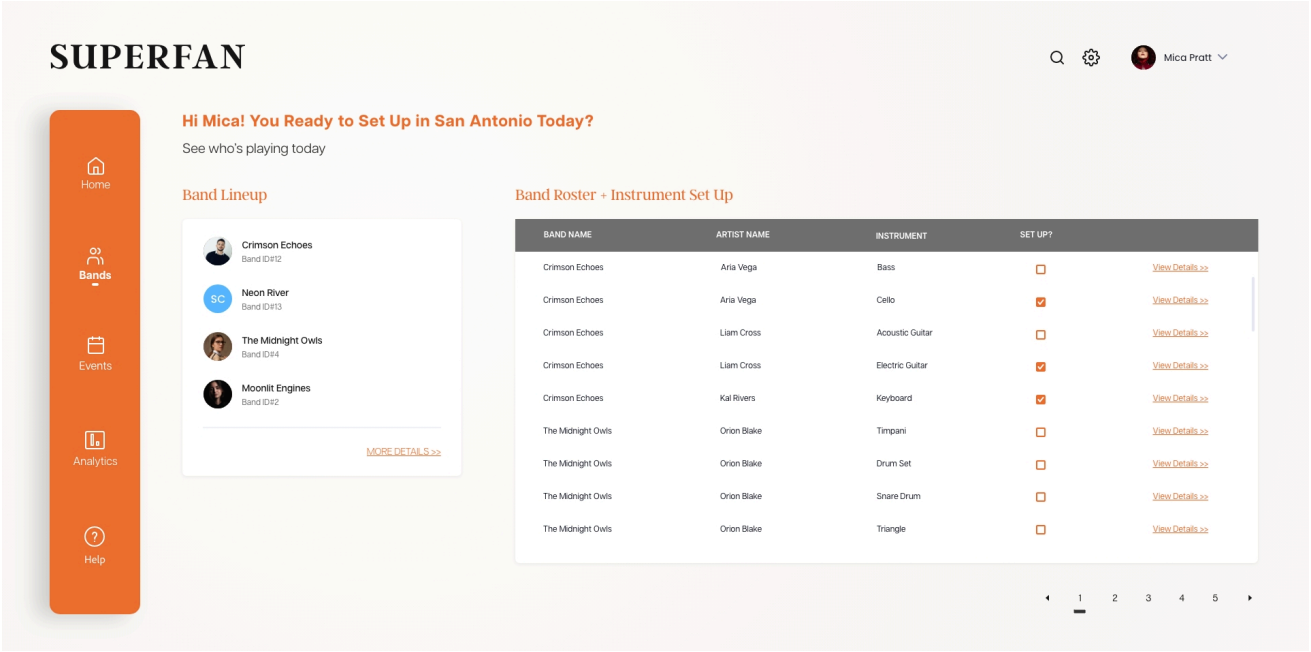 SUPERFAN
Mica Pratt
Hi Mica! You Ready to Set Up in San Antonio Today?
See who's playing today
Home
Bands
Events
Analytics
Help
Band Lineup
Crimson Echoes
Band ID#12
SC
Neon River
Band ID#13
The Midnight Owls
Band ID#4
Moonlit Engines
Band ID#2
MORE DETAILS >>
Band Roster + Instrument Set Up
BAND NAME ARTIST NAME INSTRUMENT SET UP?
Crimson Echoes Aria Vega Bass View Details >>
Crimson Echoes Aria Vega Cello View Details >>
Crimson Echoes Liam Cross Acoustic Guitar View Details >>
Crimson Echoes Liam Cross Electric Guitar View Details >>
Crimson Echoes Kal Rivers Keyboard View Details >>
The Midnight Owls Orion Blake Timpani View Details >>
The Midnight Owls Orion Blake Drum Set View Details >>
The Midnight Owls Orion Blake Snare Drum View Details >>
The Midnight Owls Orion Blake Triangle View Details >>
1 2 3 4 5